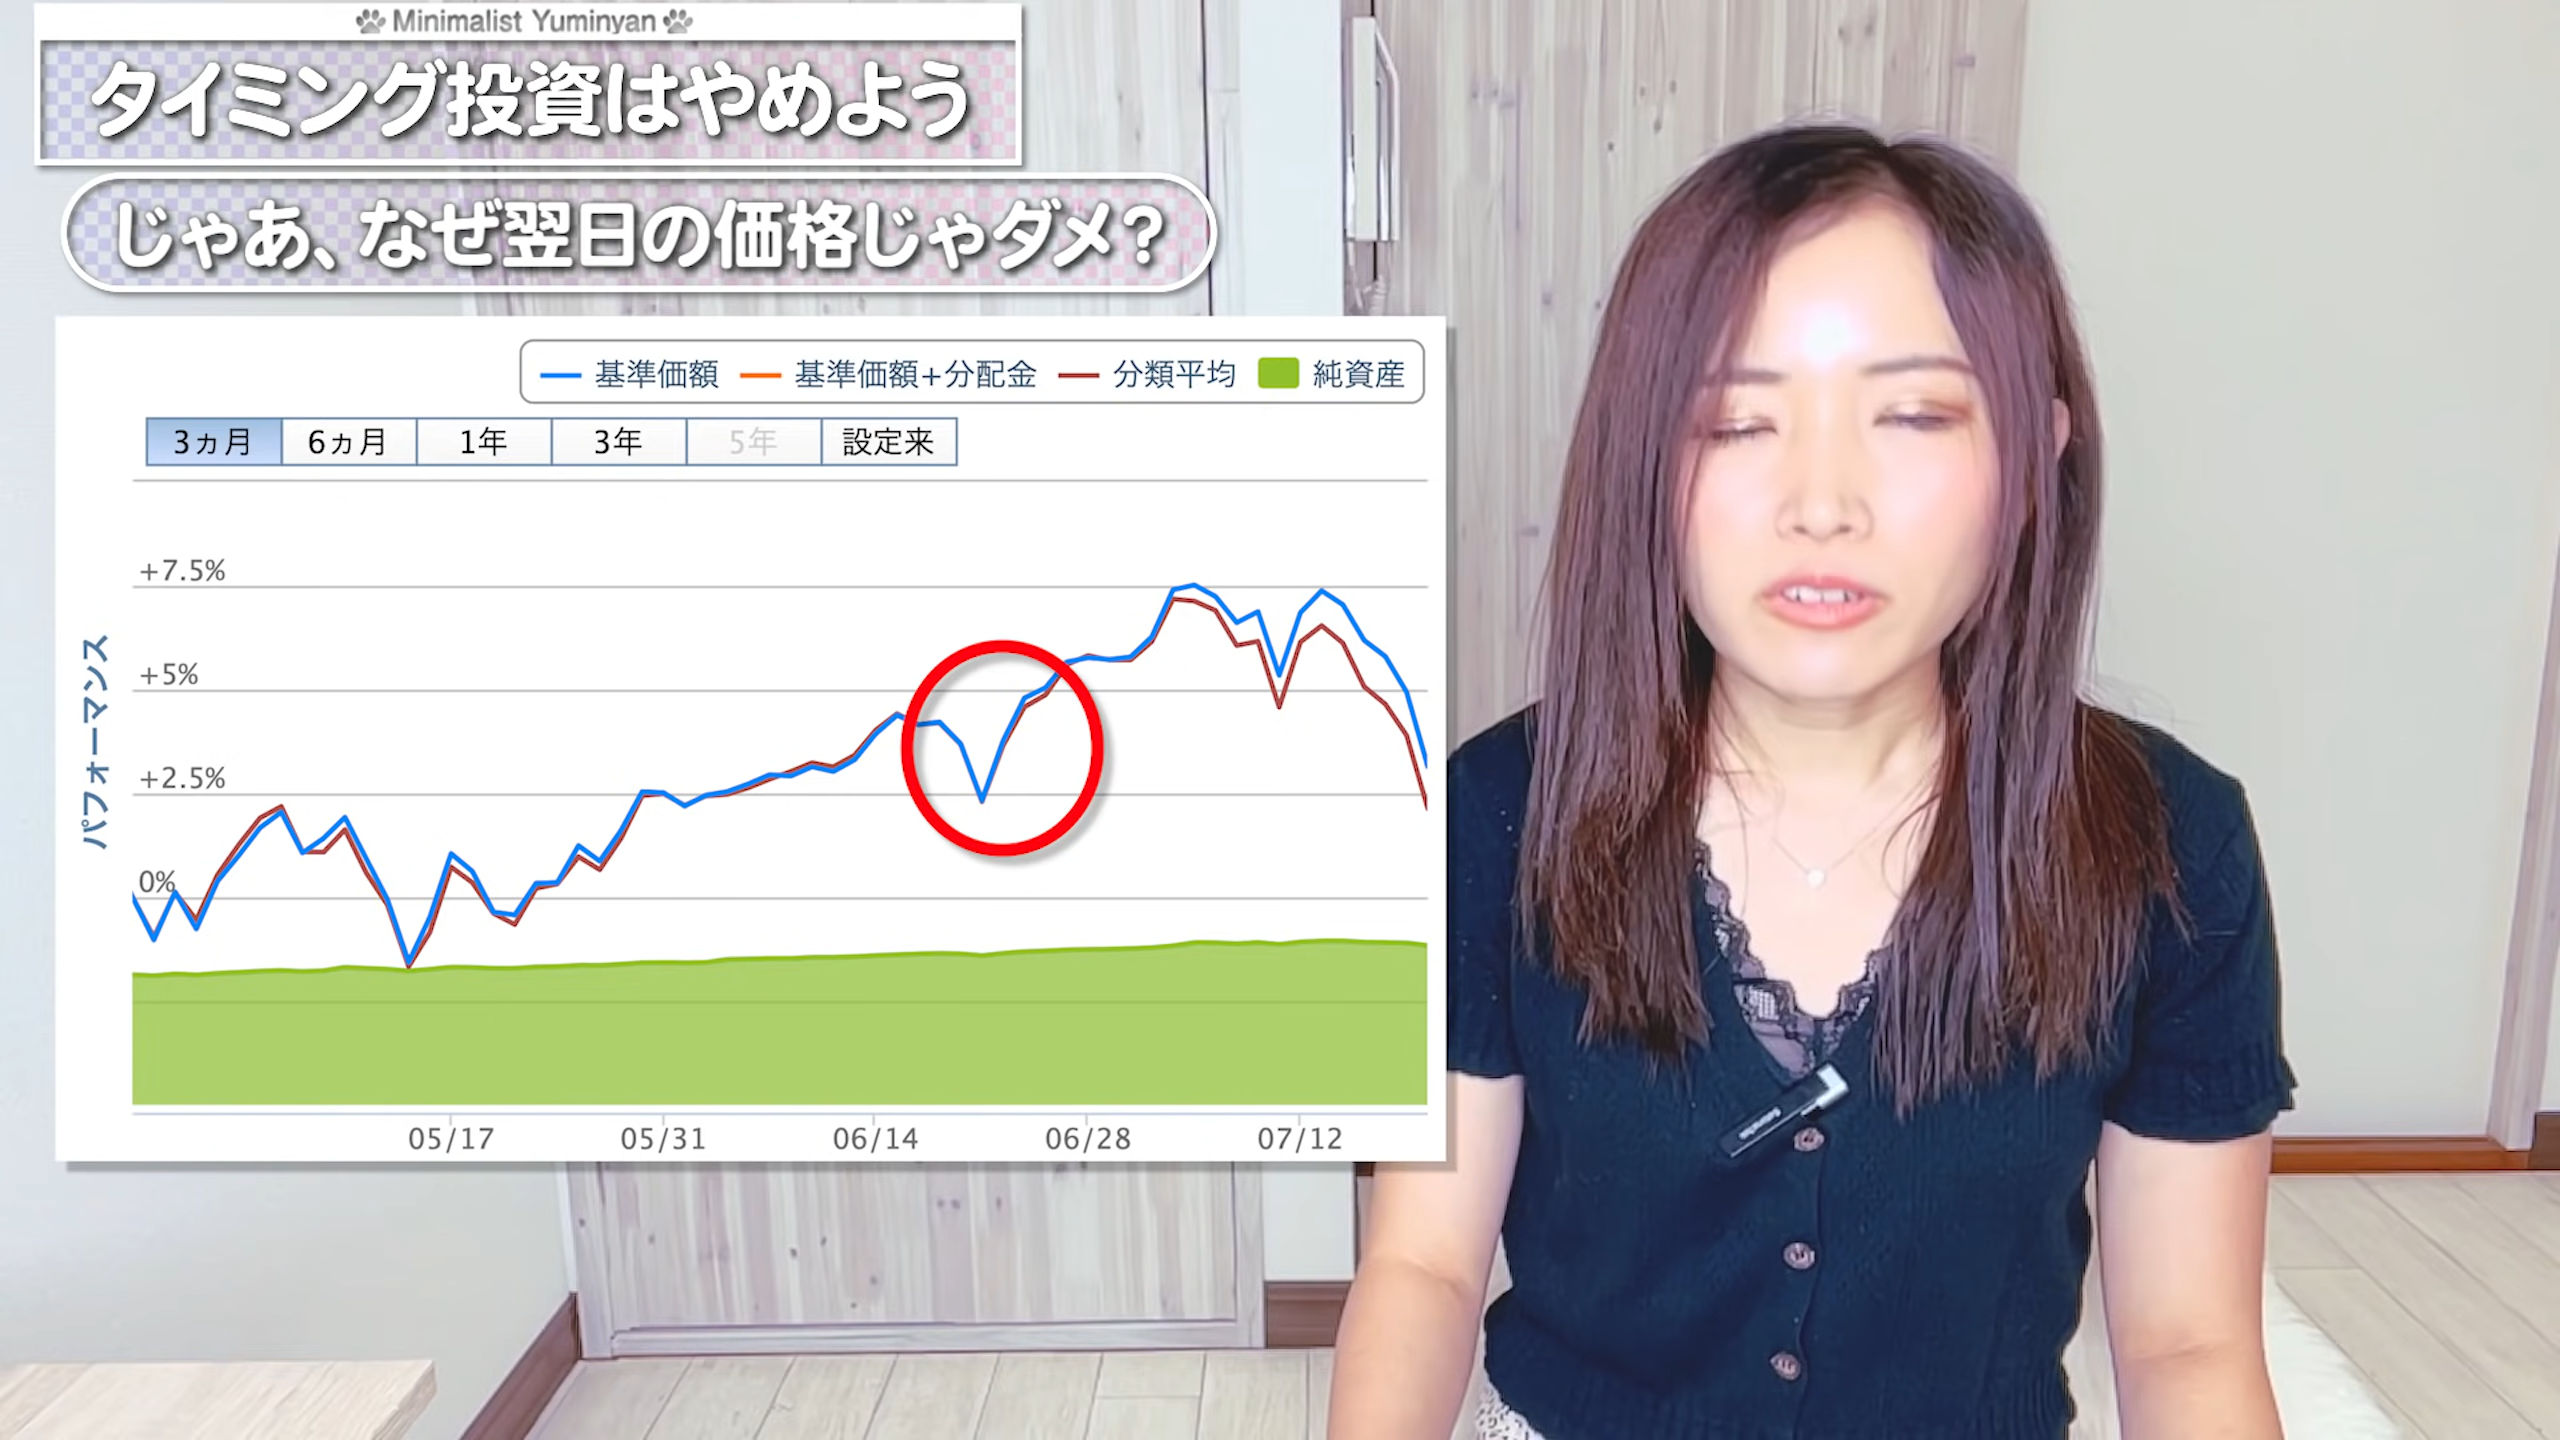 Minimalist Yuminyan
タイミング投資はやめよう
じゃあ、なぜ翌日の価格じゃダメ？
基準価額 基準価額+分配金 分類平均 純資産
3ヵ月 6ヵ月 1年 3年 5年 設定来
+7.5%
+5%
+2.5%
0%
パフォーマンス
05/17 05/31 06/14 06/28 07/12